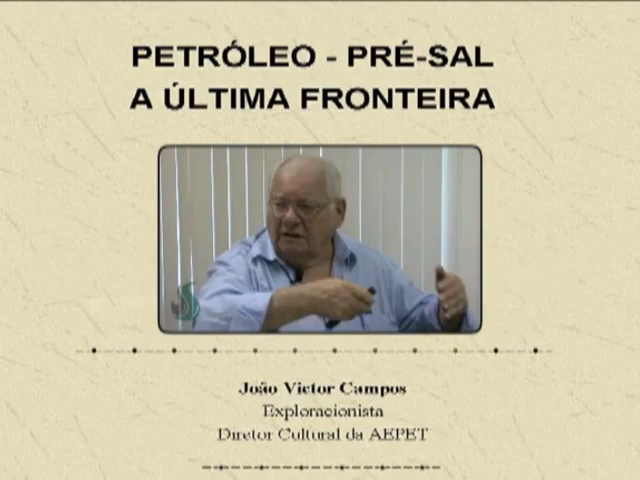 PETRÓLEO - PRÉ-SAL
A ÚLTIMA FRONTEIRA
João Victor Campos
Exploracionista
Diretor Cultural da AEPET